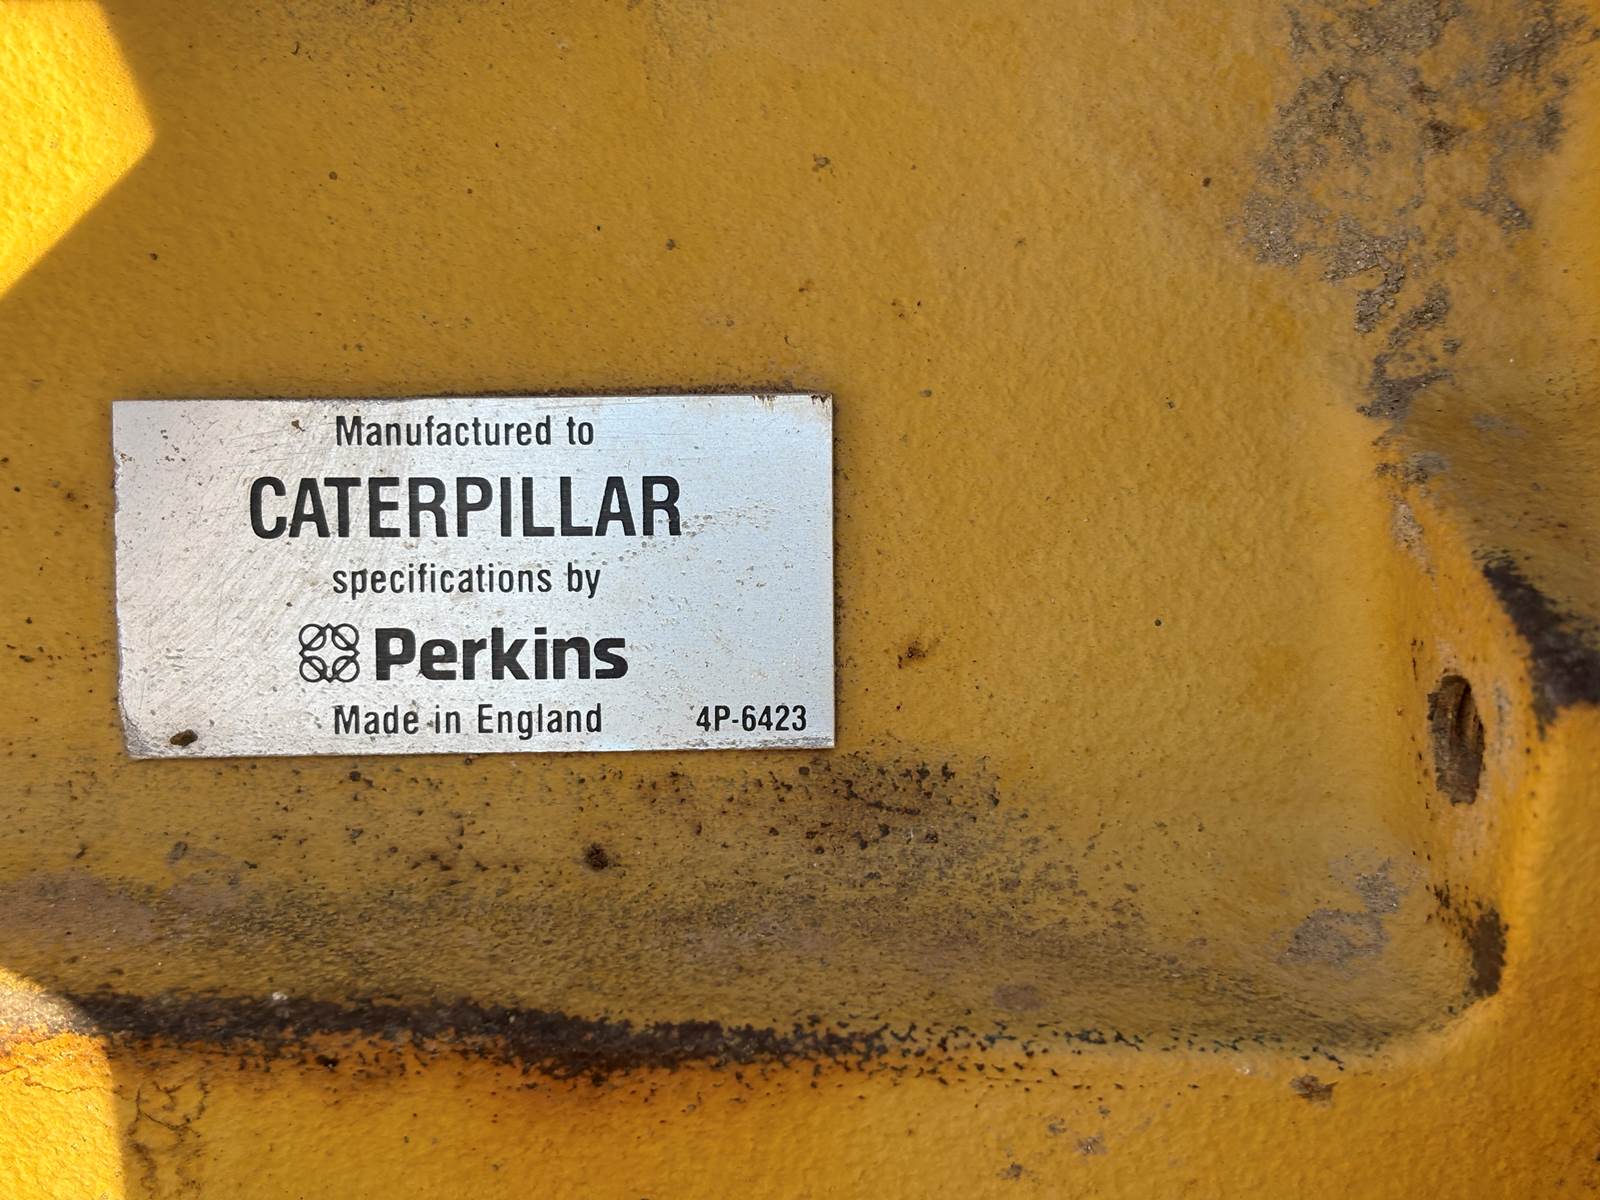 Manufactured to
CATERPILLAR
specifications by
Perkins
Made in England 4P-6423